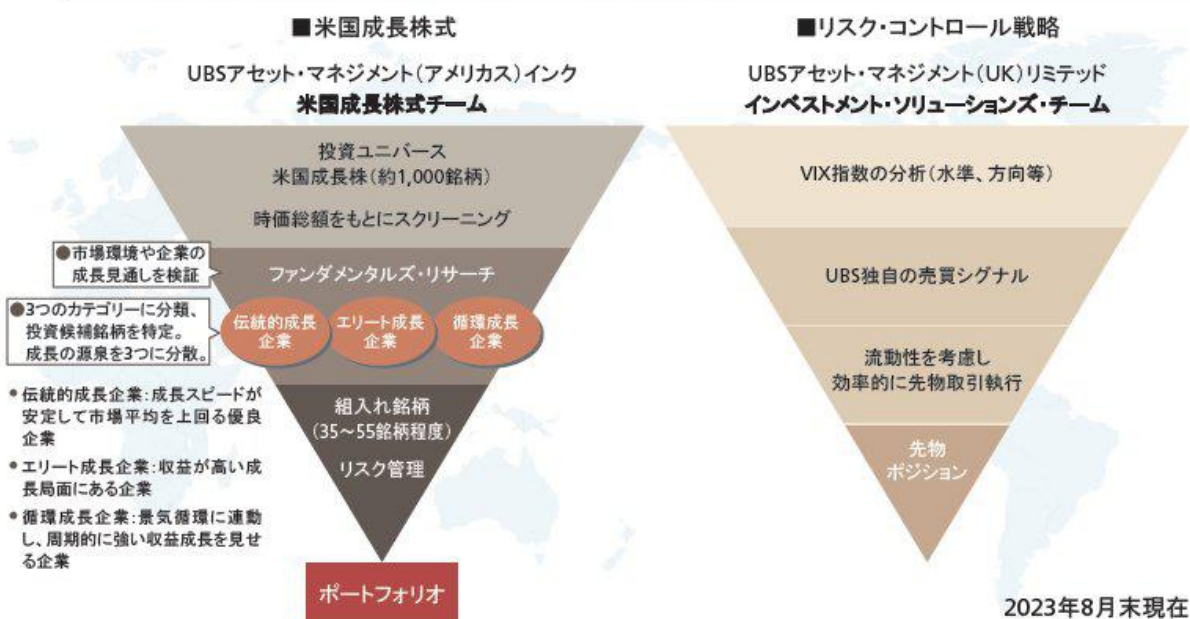 ■米国成長株式
UBSアセット・マネジメント(アメリカス)インク
米国成長株式チーム
投資ユニバース
米国成長株(約1,000銘柄)
時価総額をもとにスクリーニング
●市場環境や企業の
成長見通しを検証
ファンダメンタルズ・リサーチ
●3つのカテゴリーに分類、
投資候補銘柄を特定。
成長の源泉を3つに分散。
伝統的成長
企業
エリート成長
企業
循環成長
企業
•伝統的成長企業:成長スピードが
安定して市場平均を上回る優良
企業
•エリート成長企業:収益が高い成
長局面にある企業
•循環成長企業:景気循環に連動
し、周期的に強い収益成長を見せ
る企業
組入れ銘柄
(35～55銘柄程度)
リスク管理
ポートフォリオ
■リスク・コントロール戦略
UBSアセット・マネジメント(UK)リミテッド
インベストメント・ソリューションズ・チーム
VIX指数の分析(水準、方向等)
UBS独自の売買シグナル
流動性を考慮し
効率的に先物取引執行
先物
ポジション
2023年8月末現在